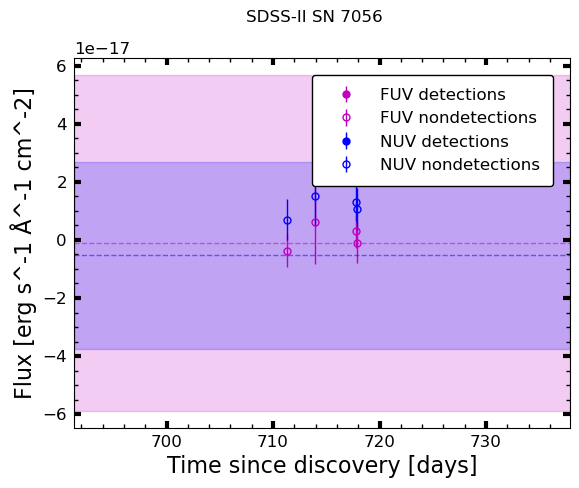 SDSS-II SN 7056
1e−17
6
4
2
0
−2
−4
−6
Flux [erg s^-1 Å^-1 cm^-2]
FUV detections
FUV nondetections
NUV detections
NUV nondetections
700
710
720
730
Time since discovery [days]